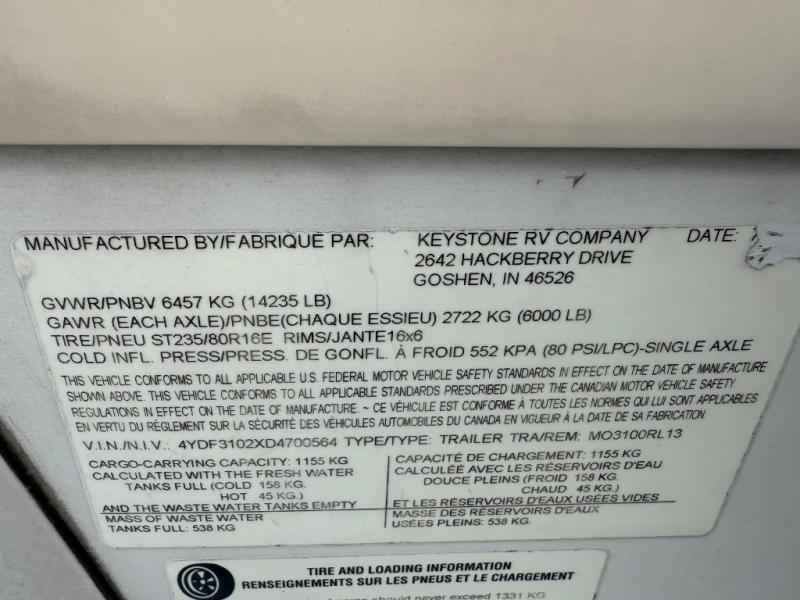 MANUFACTURED BY/FABRIQUÉ PAR: KEYSTONE RV COMPANY DATE:
2642 HACKBERRY DRIVE
GOSHEN, IN 46526
GVWR/PNBV 6457 KG (14235 LB)
GAWR (EACH AXLE)/PNBE(CHAQUE ESSIEU) 2722 KG (6000 LB)
TIRE/PNEU ST235/80R16E RIMS/JANTE16x6
COLD INFL. PRESS/PRESS. DE GONFL. À FROID 552 KPA (80 PSI/LPC)-SINGLE AXLE
THIS VEHICLE CONFORMS TO ALL APPLICABLE U.S. FEDERAL MOTOR VEHICLE SAFETY STANDARDS IN EFFECT ON THE DATE OF MANUFACTURE
SHOWN ABOVE. THIS VEHICLE CONFORMS TO ALL APPLICABLE STANDARDS PRESCRIBED UNDER THE CANADIAN MOTOR VEHICLE SAFETY
REGULATIONS IN EFFECT ON THE DATE OF MANUFACTURE. ~ CE VÉHICULE EST CONFORME À TOUTES LES NORMES QUI LUI SONT APPLICABLES
EN VERTU DU RÉGLEMENT SUR LA SÉCURITÉ DES VÉHICULES AUTOMOBILES DU CANADA EN VIGUEUR À LA DATE DE SA FABRICATION.
V.I.N./N.I.V.: 4YDF3102XD4700564 TYPE/TYPE: TRAILER TRA/REM: MO3100RL13
CARGO-CARRYING CAPACITY: 1155 KG
CALCULATED WITH THE FRESH WATER
TANKS FULL (COLD 158 KG.
HOT 45 KG.)
AND THE WASTE WATER TANKS EMPTY
MASS OF WASTE WATER
TANKS FULL: 538 KG
CAPACITÉ DE CHARGEMENT: 1155 KG
CALCULÉE AVEC LES RÉSERVOIRS D'EAU
DOUCE PLEINS (FROID 158 KG.
CHAUD 45 KG.)
ET LES RÉSERVOIRS D'EAUX USÉES VIDES
MASSE DES RÉSERVOIRS D'EAUX
USÉES PLEINS: 538 KG
TIRE AND LOADING INFORMATION
RENSEIGNEMENTS SUR LES PNEUS ET LE CHARGEMENT
should never exceed 1331 KG